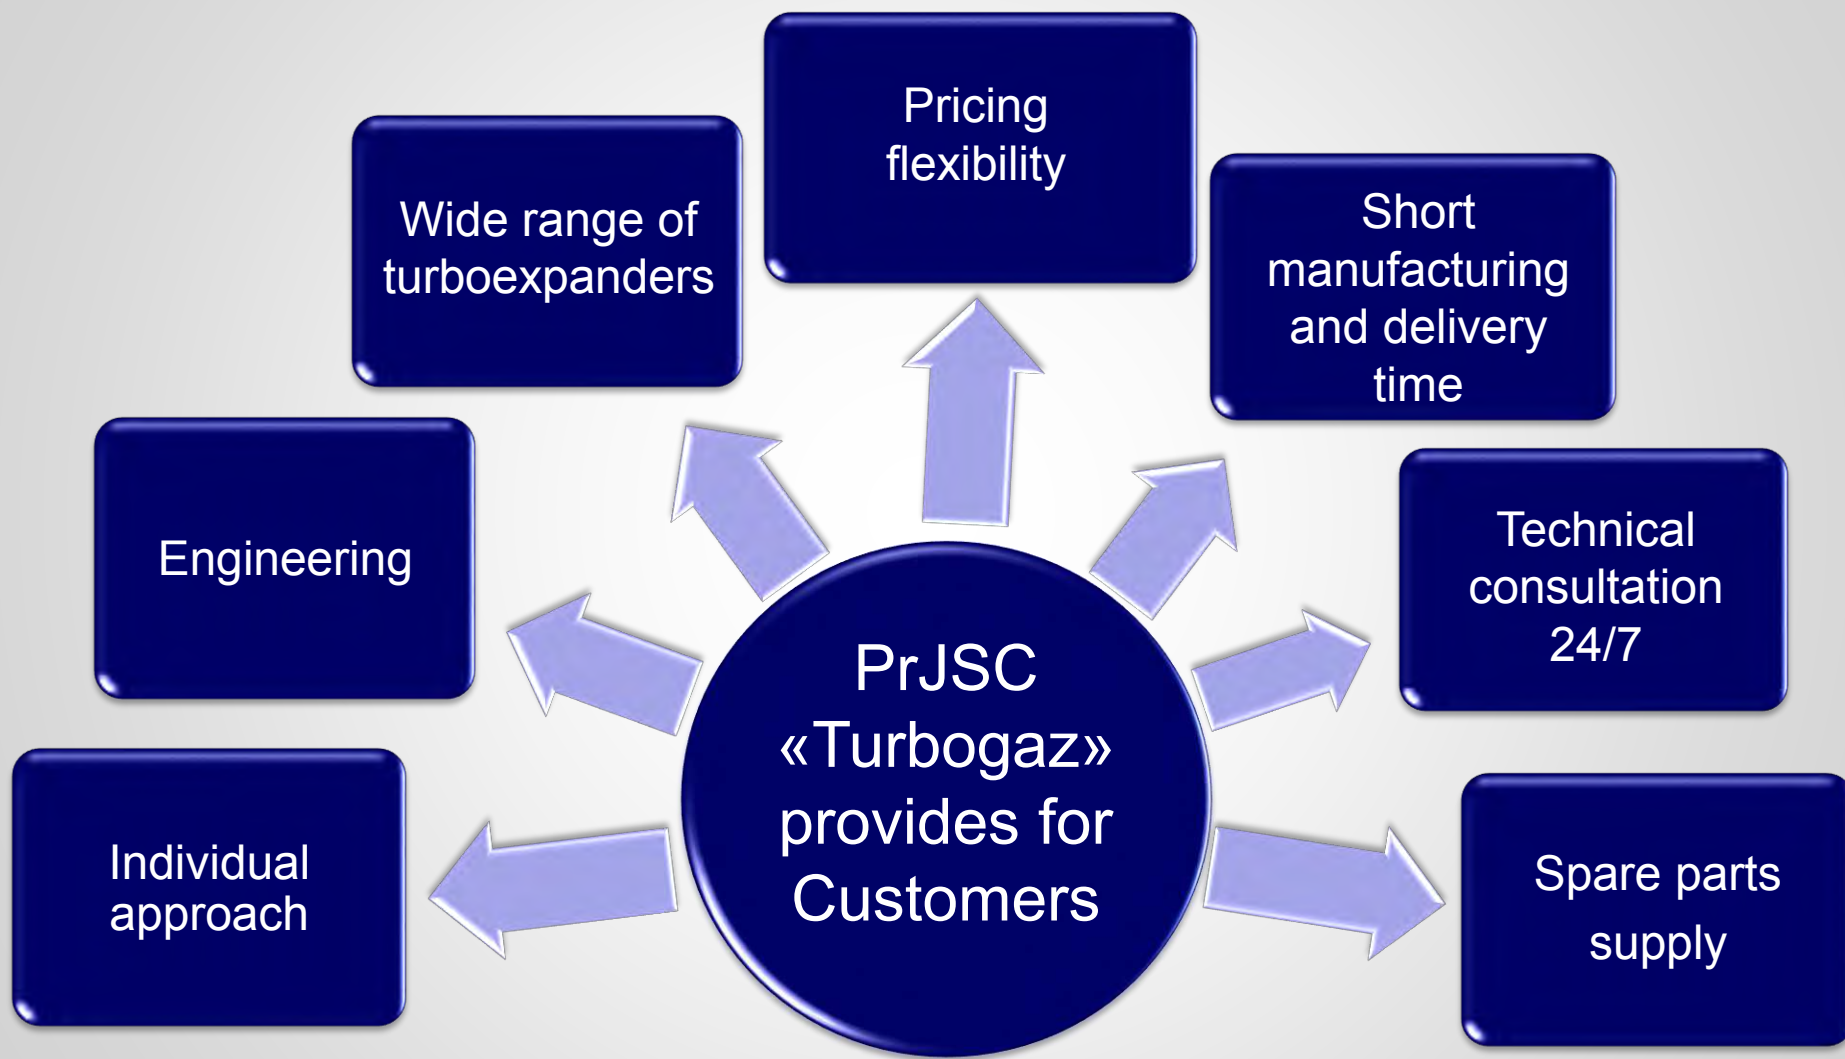 Pricing
flexibility
Wide range of
turboexpanders
Short
manufacturing
and delivery
time
Engineering
Technical
consultation
24/7
Individual
approach
PrJSC
«Turbogaz»
provides for
Customers
Spare parts
supply